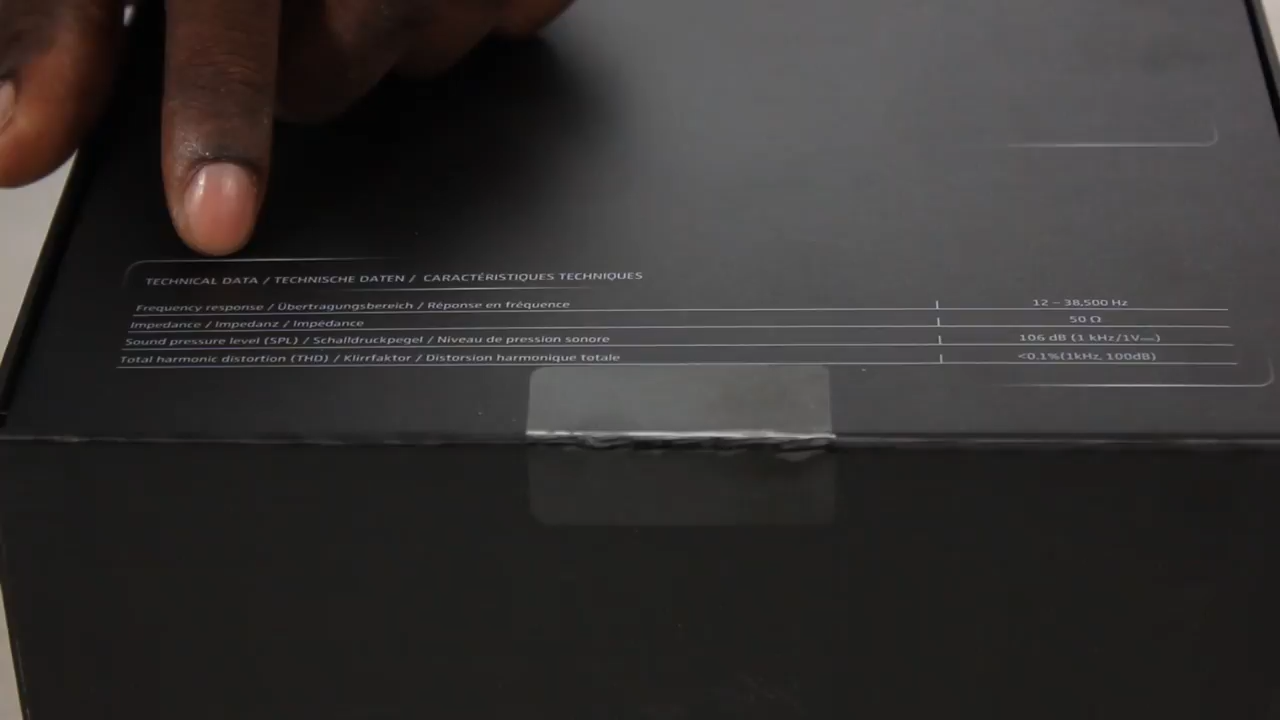 TECHNICAL DATA / TECHNISCHE DATEN / CARACTÉRISTIQUES TECHNIQUES
Frequency response / Übertragungsbereich / Réponse en fréquence | 12 – 38,500 Hz
Impedance / Impedanz / Impédance | 50 Ω
Sound pressure level (SPL) / Schalldruckpegel / Niveau de pression sonore | 106 dB (1 kHz/1V⎓)
Total harmonic distortion (THD) / Klirrfaktor / Distorsion harmonique totale | <0.1%(1kHz, 100dB)